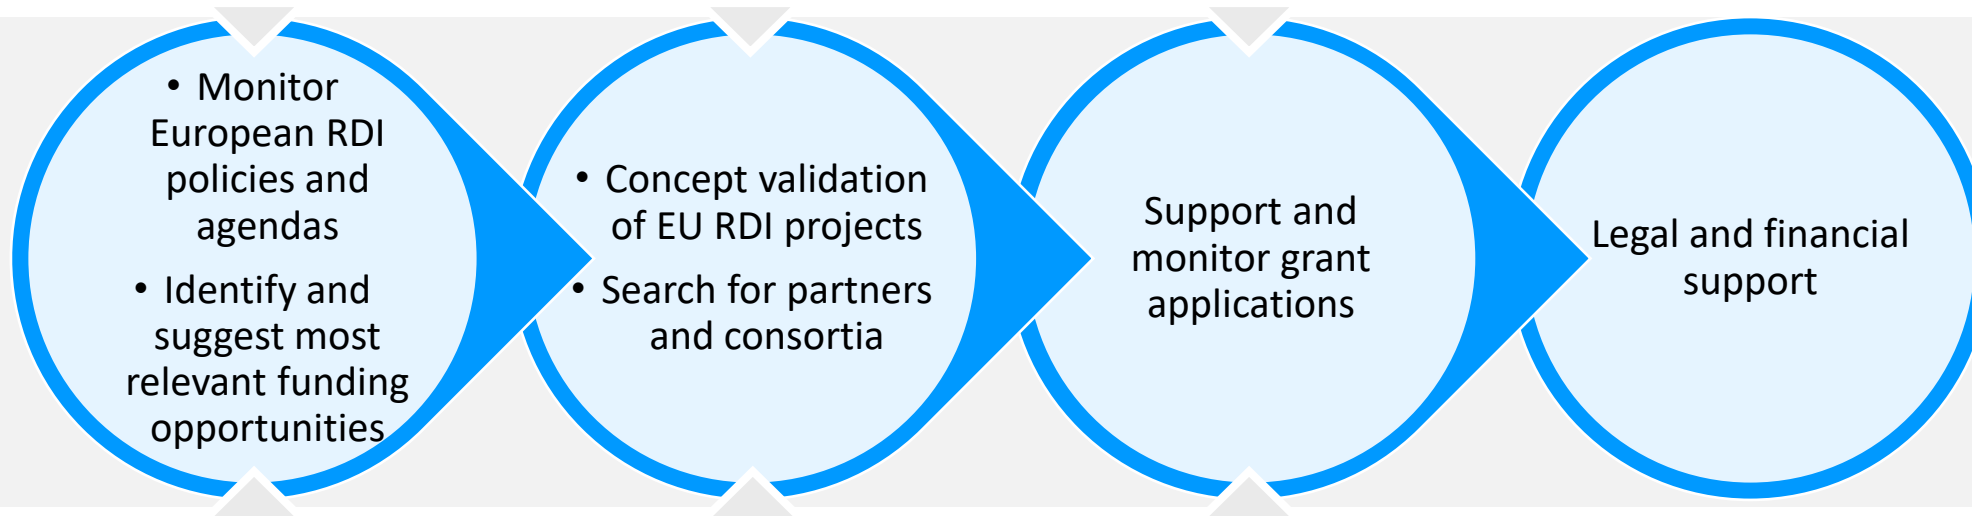 • Monitor
European RDI
policies and
agendas
• Identify and
suggest most
relevant funding
opportunities
• Concept validation
of EU RDI projects
• Search for partners
and consortia
Support and
monitor grant
applications
Legal and financial
support